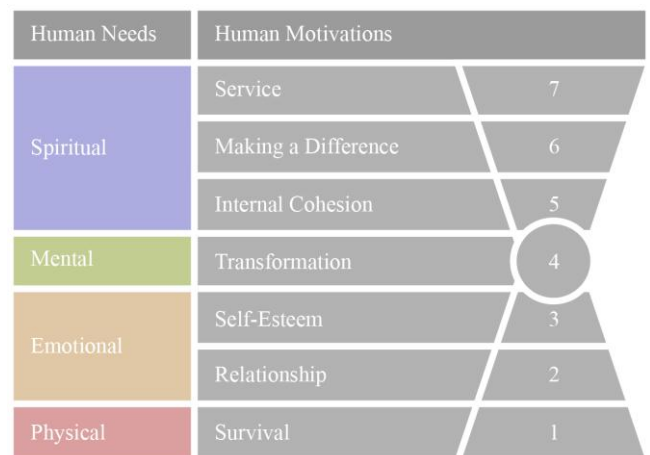 Human Needs Human Motivations
Service 7
Spiritual Making a Difference 6
Internal Cohesion 5
Mental Transformation 4
Self-Esteem 3
Emotional
Relationship 2
Physical Survival 1